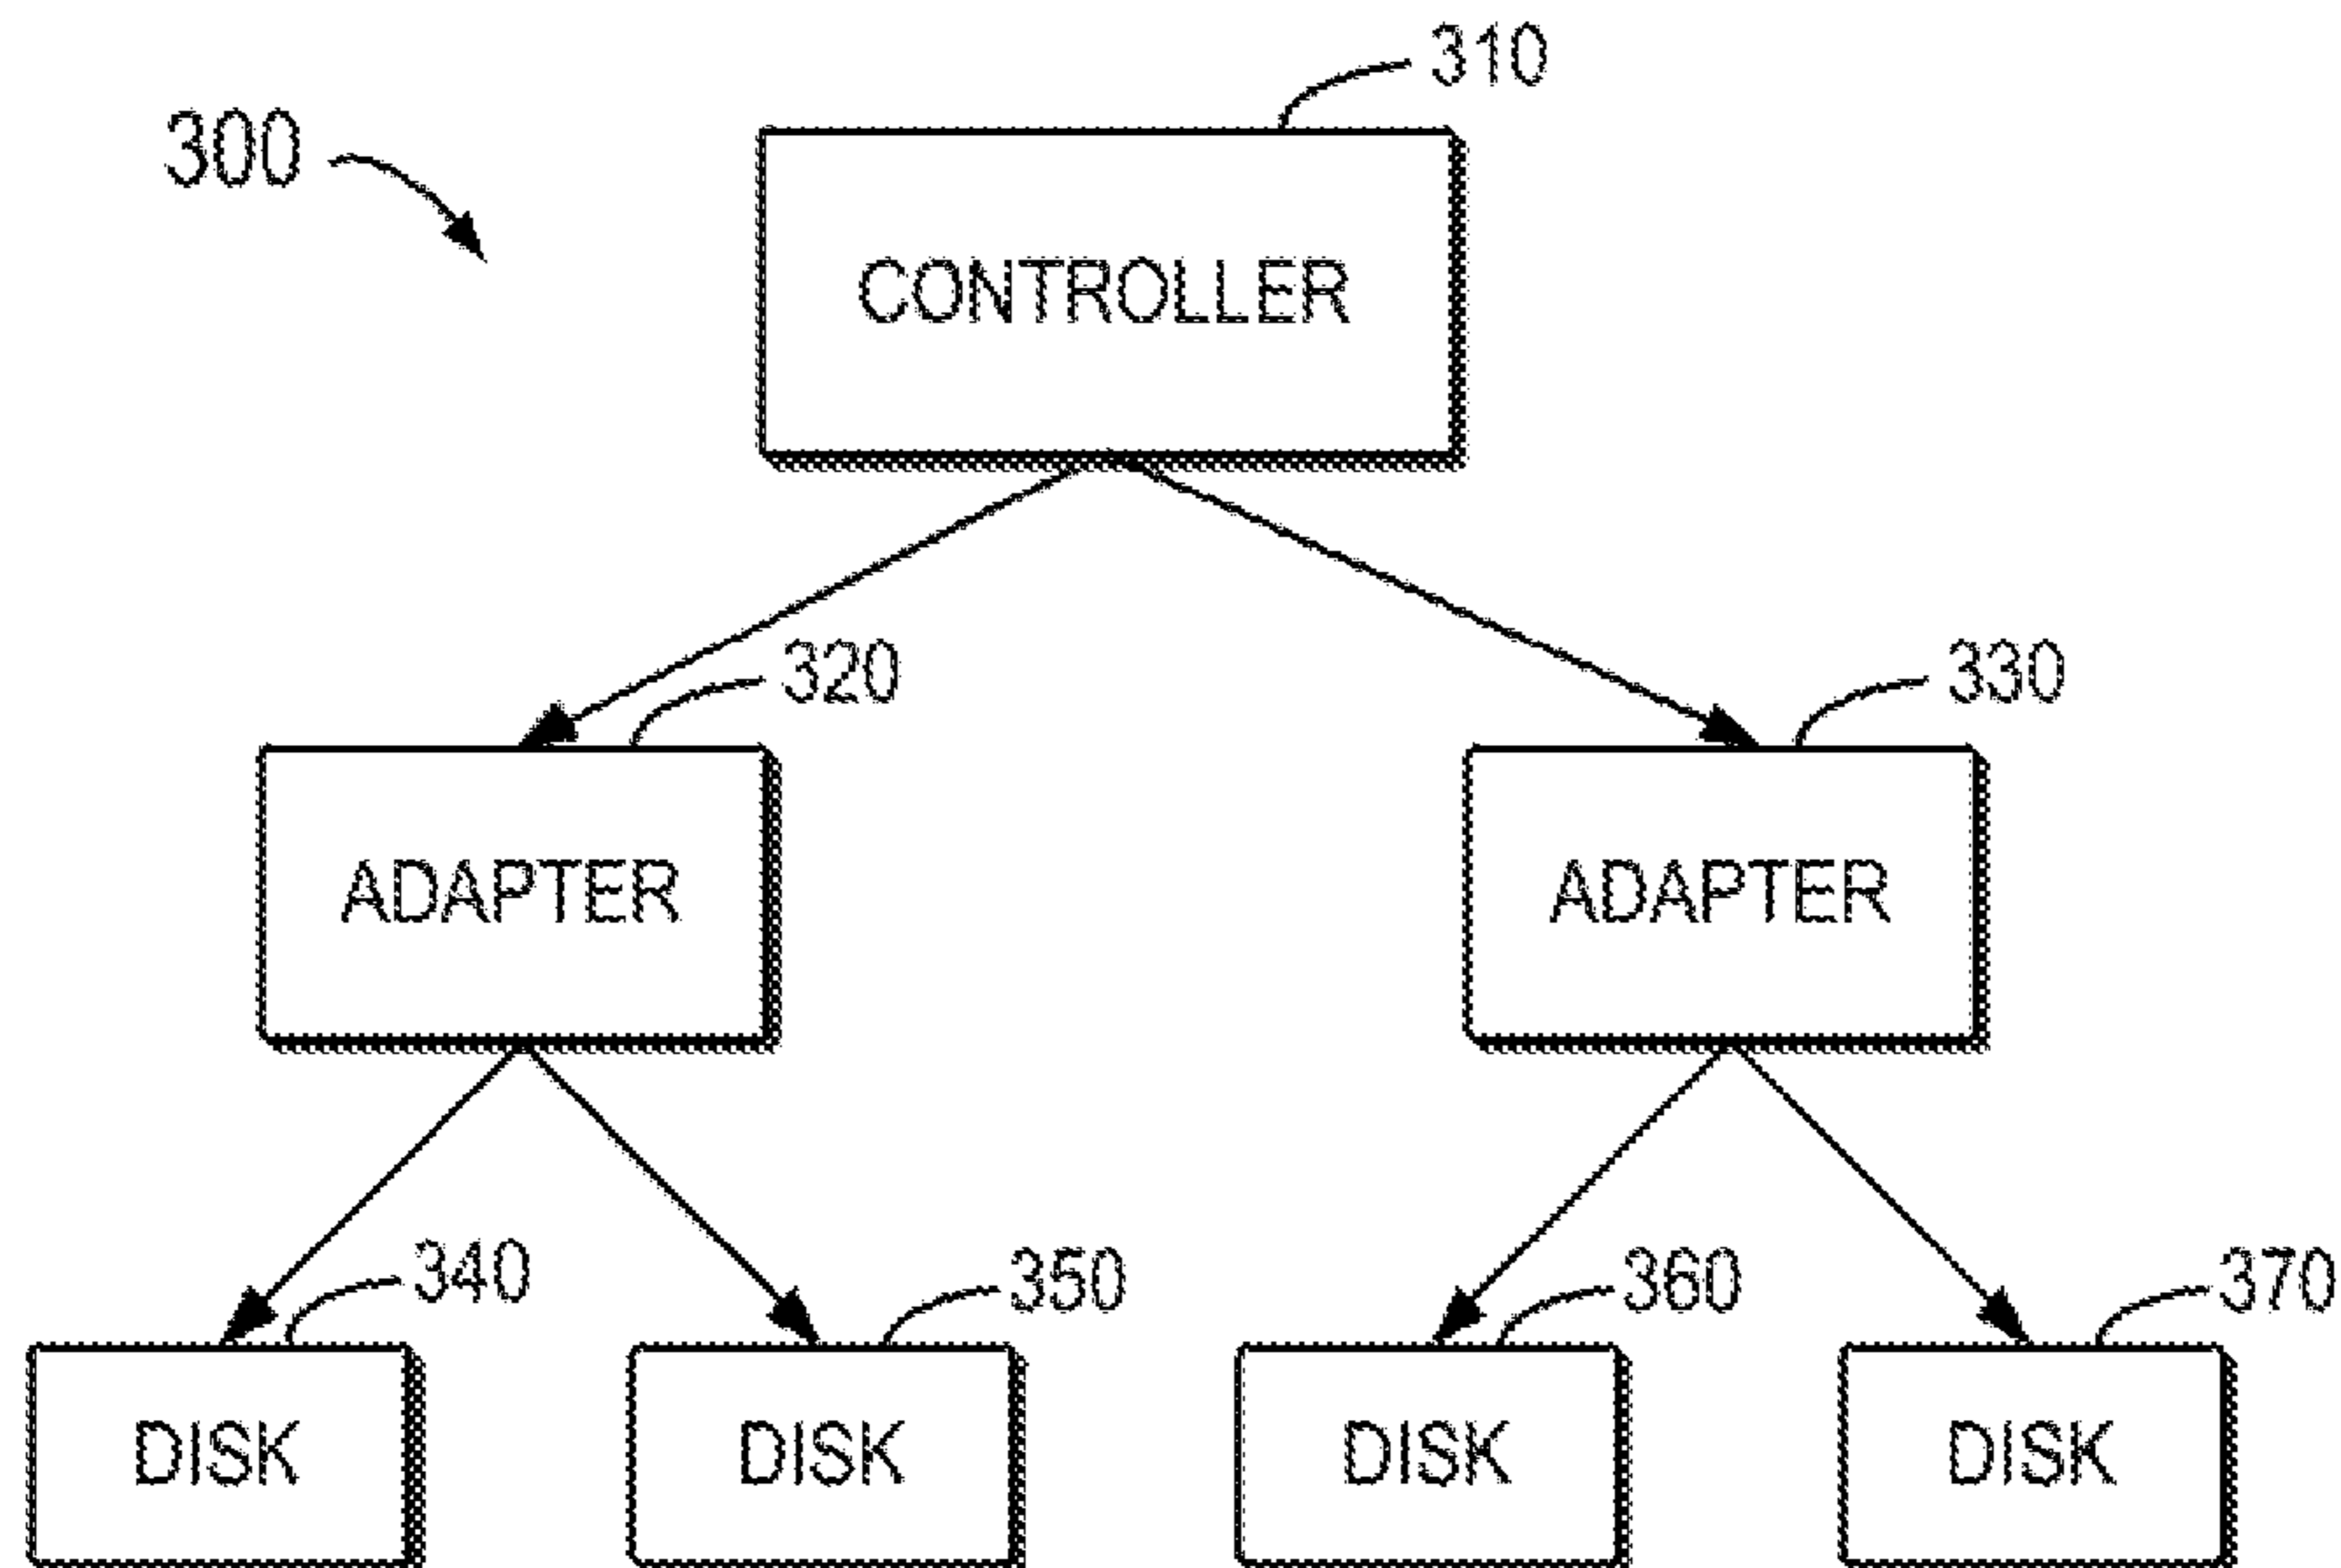 310
300
CONTROLLER
320
330
ADAPTER
ADAPTER
340
350
360
370
DISK
DISK
DISK
DISK